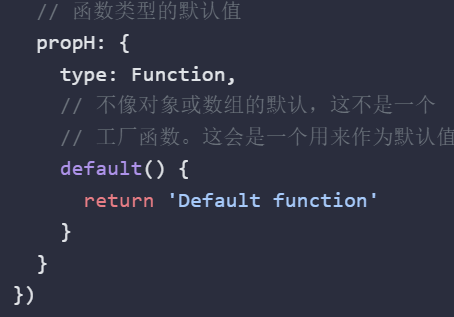 // 函数类型的默认值
propH: {
type: Function,
// 不像对象或数组的默认，这不是一个
// 工厂函数。这会是一个用来作为默认值
default() {
return 'Default function'
}
}
})